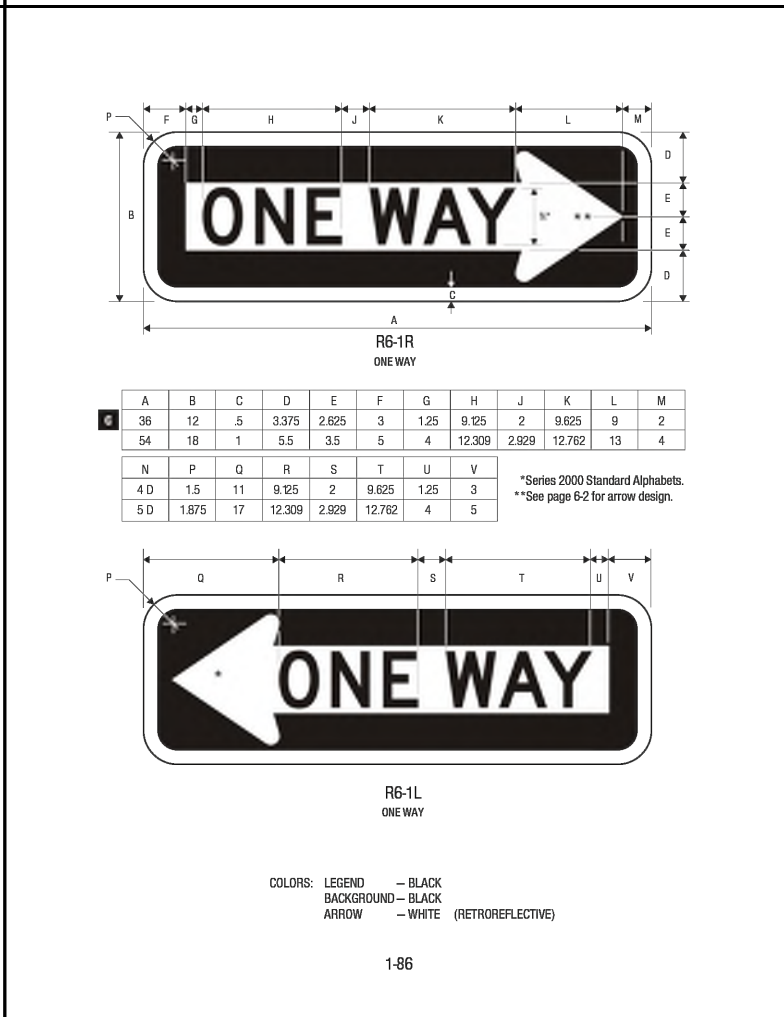 F G H J K L M
P
D
B
ONE WAY
**
E
E
D
C
A
R6-1R
ONE WAY
A B C D E F G H J K L M
36 12 .5 3.375 2.625 3 1.25 9.125 2 9.625 9 2
54 18 1 5.5 3.5 5 4 12.309 2.929 12.762 13 4
N P Q R S T U V
4 D 1.5 11 9.125 2 9.625 1.25 3
5 D 1.875 17 12.309 2.929 12.762 4 5
*Series 2000 Standard Alphabets.
**See page 6-2 for arrow design.
P Q R S T U V
*
ONE WAY
R6-1L
ONE WAY
COLORS: LEGEND – BLACK
BACKGROUND – BLACK
ARROW – WHITE (RETROREFLECTIVE)
1-86